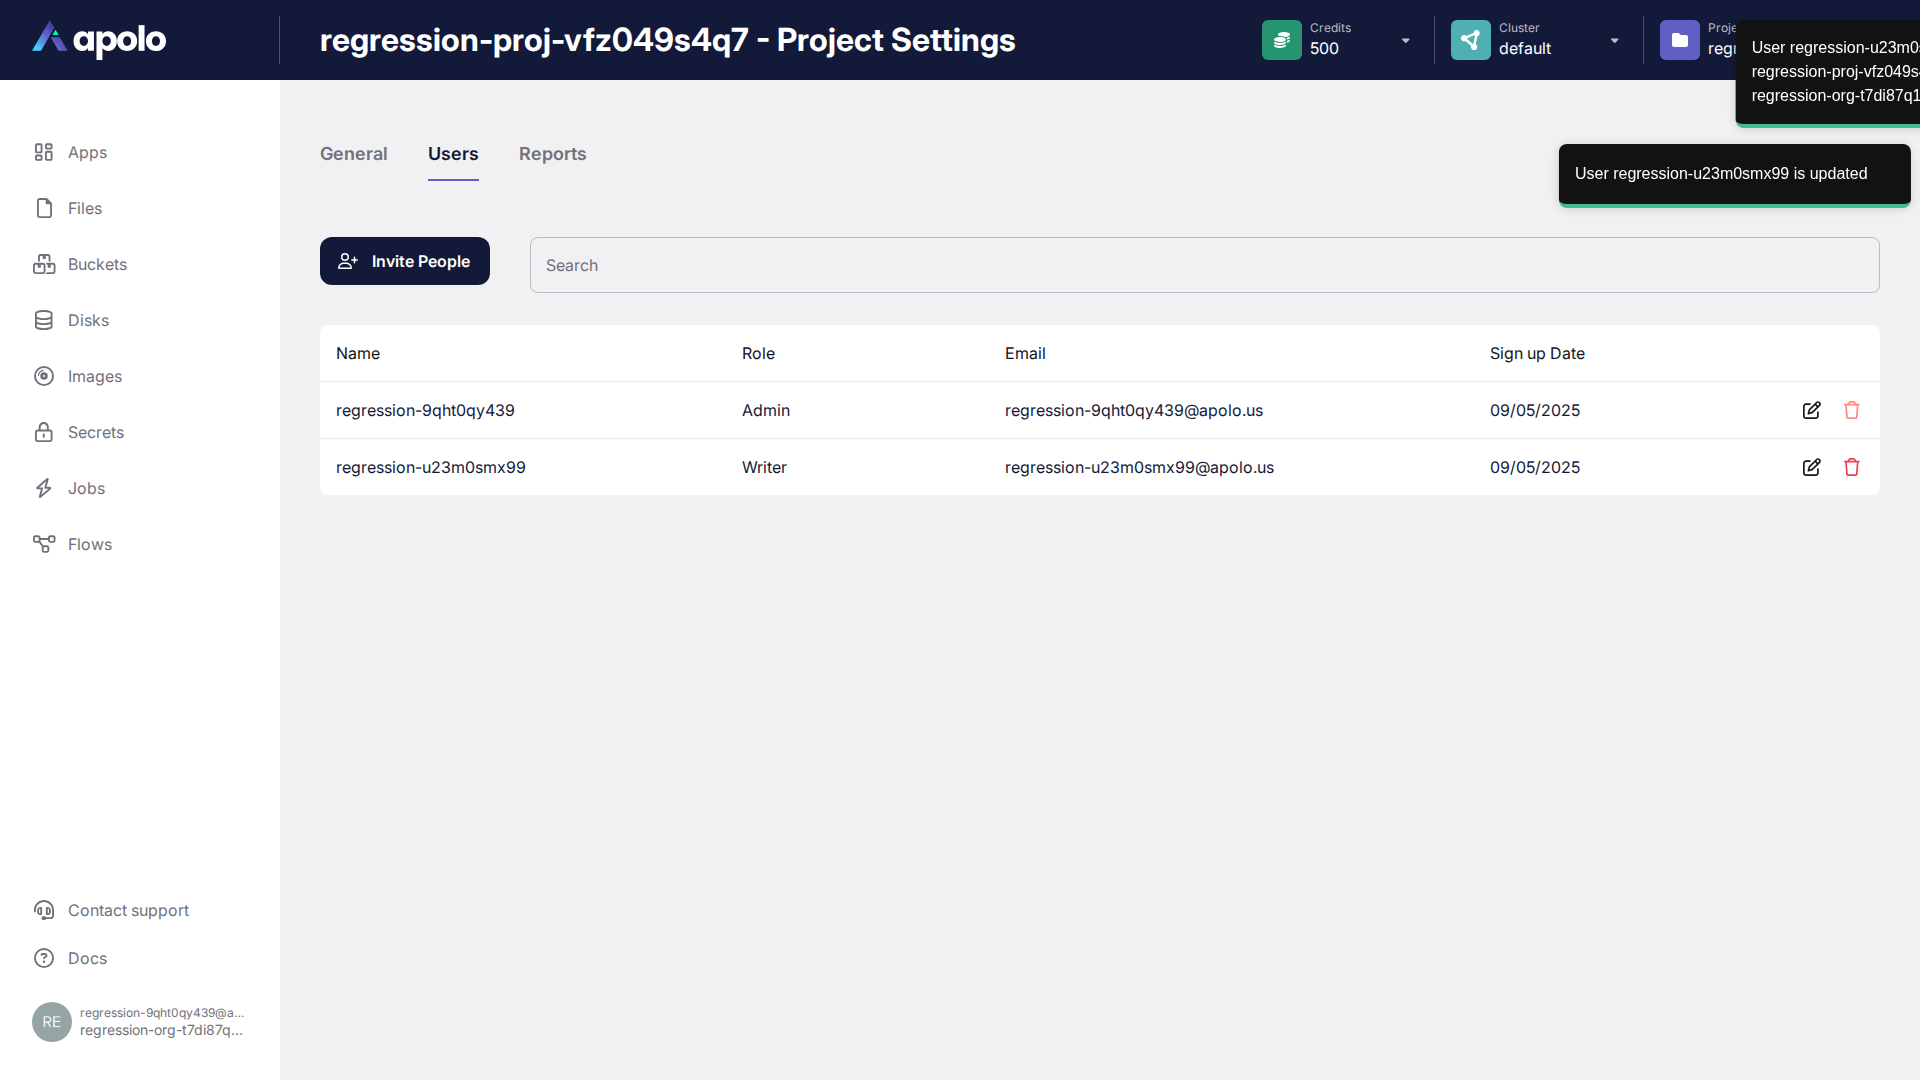 apolo
regression-proj-vfz049s4q7 - Project Settings
Credits
500
Cluster
default
User regression-u23m0s
regression-proj-vfz049s
regression-org-t7di87q1
User regression-u23m0smx99 is updated
Apps
Files
Buckets
Disks
Images
Secrets
Jobs
Flows
General Users Reports
Invite People
Search
Name Role Email Sign up Date
regression-9qht0qy439 Admin regression-9qht0qy439@apolo.us 09/05/2025
regression-u23m0smx99 Writer regression-u23m0smx99@apolo.us 09/05/2025
Contact support
Docs
RE
regression-9qht0qy439@a...
regression-org-t7di87q...